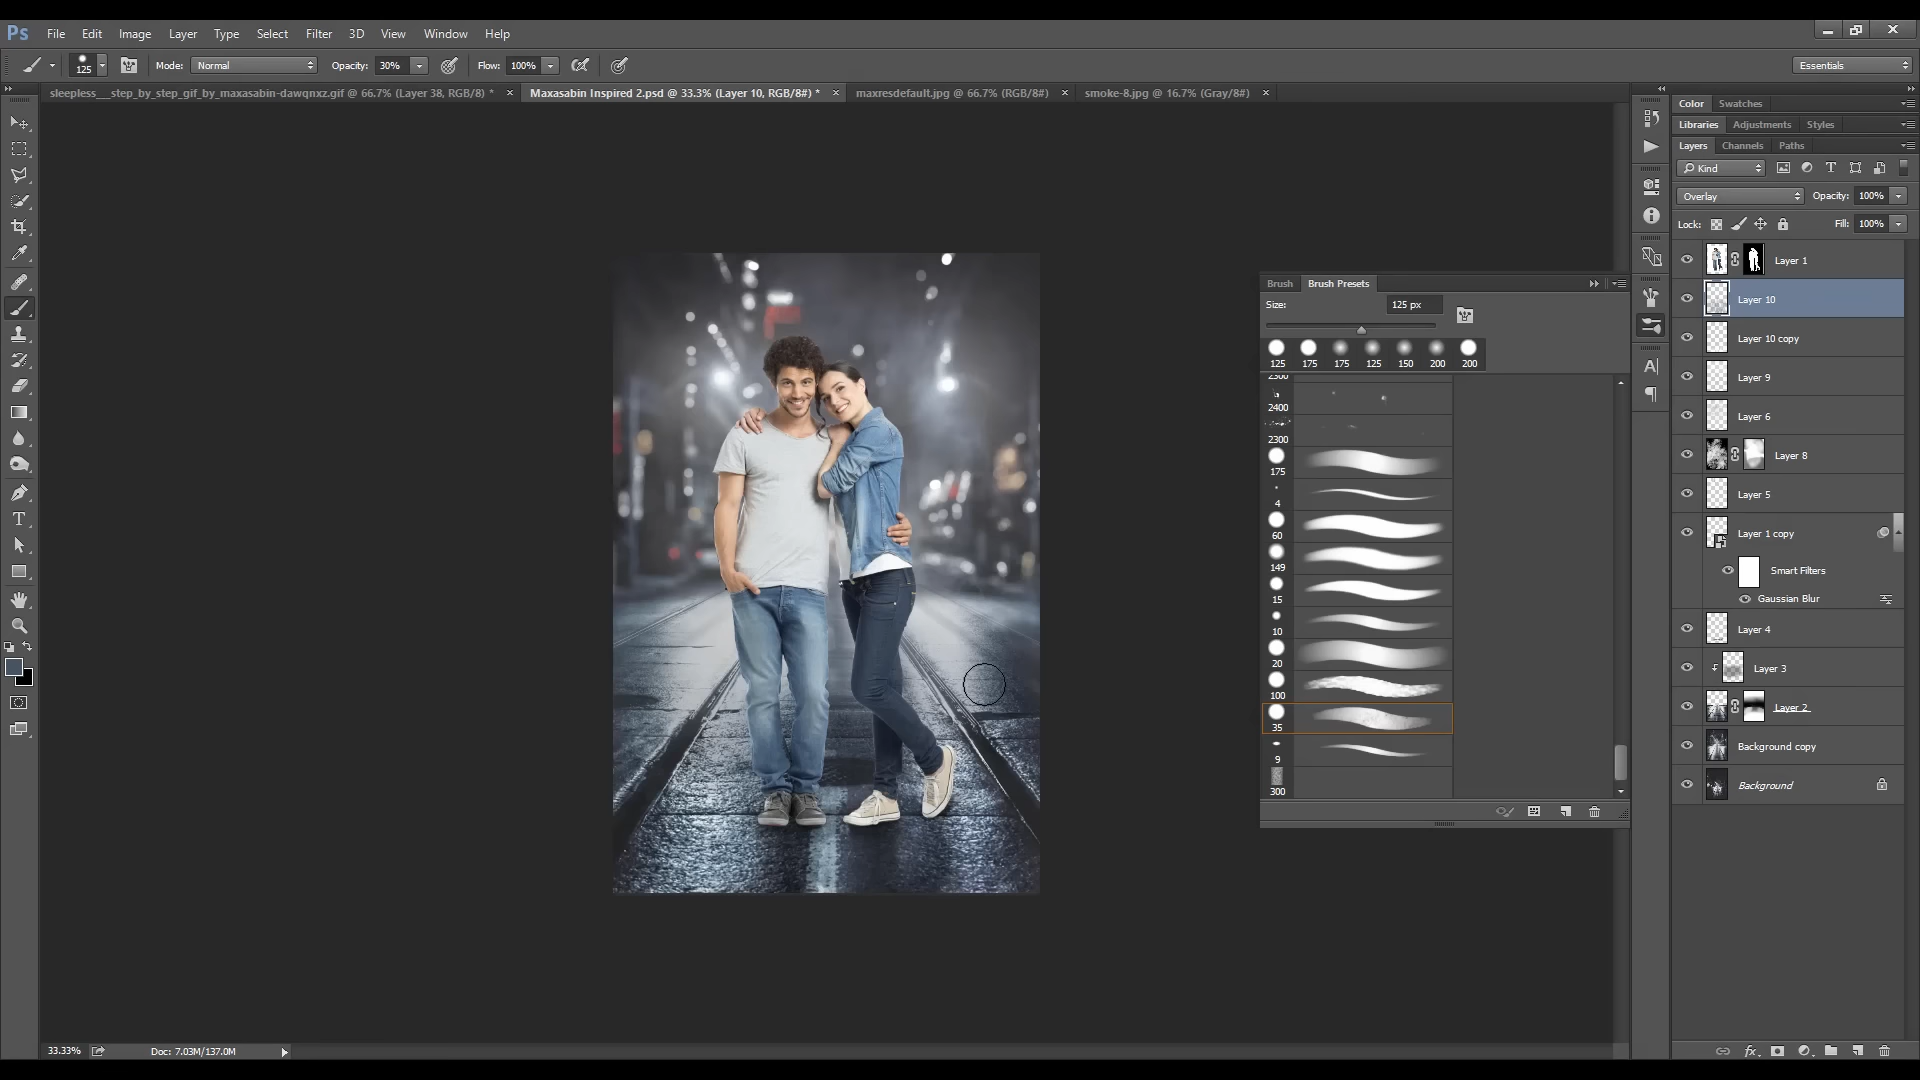 Ps File Edit Image Layer Type Select Filter 3D View Window Help
125 Mode: Normal Opacity: 30% Flow: 100% Essentials
sleepless___step_by_step_gif_by_maxasabin-dawqnxz.gif @ 66.7% (Layer 38, RGB/8) * Maxasabin Inspired 2.psd @ 33.3% (Layer 10, RGB/8#) * maxresdefault.jpg @ 66.7% (RGB/8#) smoke-8.jpg @ 16.7% (Gray/8#)
Color Swatches
Libraries Adjustments Styles
Layers Channels Paths
Kind
Overlay Opacity: 100%
Lock: Fill: 100%
Layer 1
Layer 10
Layer 10 copy
Layer 9
Layer 6
Layer 8
Layer 5
Layer 1 copy
Smart Filters
Gaussian Blur
Layer 4
Layer 3
Layer 2
Background copy
Background
Brush Brush Presets
Size: 125 px
125 175 175 125 150 200 200
2300
2400
2300
175
4
60
149
15
10
20
100
35
9
300
33.33% Doc: 7.03M/137.0M